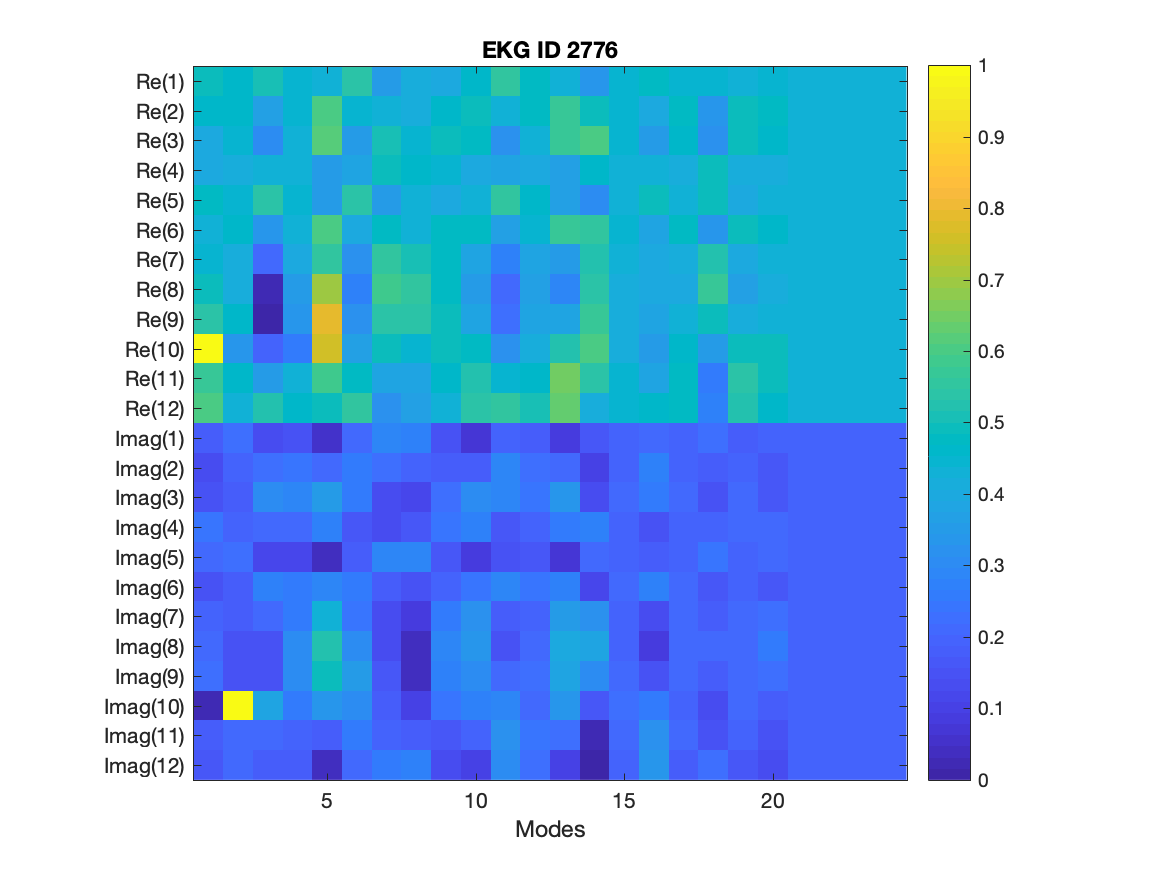 EKG ID 2776
Re(1)
Re(2)
Re(3)
Re(4)
Re(5)
Re(6)
Re(7)
Re(8)
Re(9)
Re(10)
Re(11)
Re(12)
Imag(1)
Imag(2)
Imag(3)
Imag(4)
Imag(5)
Imag(6)
Imag(7)
Imag(8)
Imag(9)
Imag(10)
Imag(11)
Imag(12)
5 10 15 20
Modes
1
0.9
0.8
0.7
0.6
0.5
0.4
0.3
0.2
0.1
0